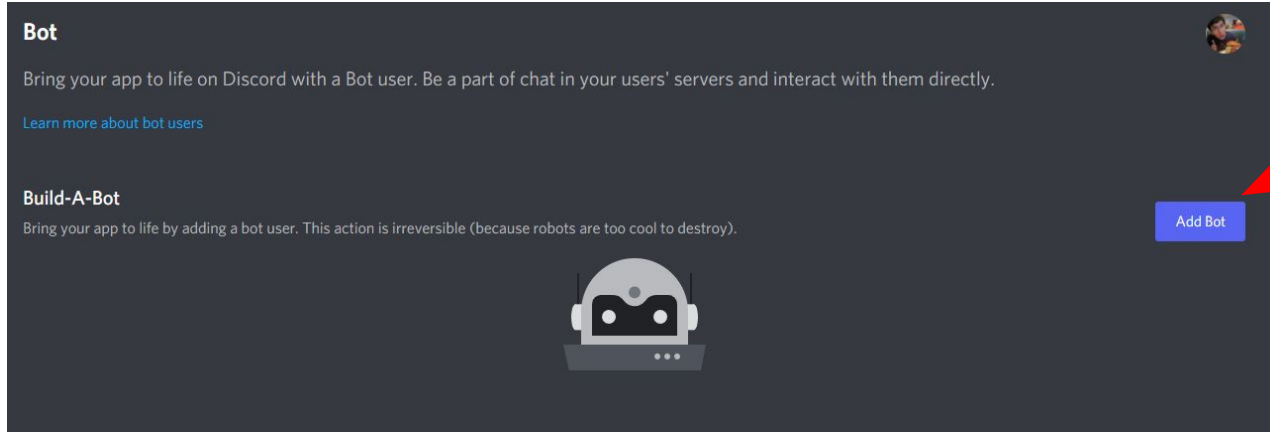 Bot
Bring your app to life on Discord with a Bot user. Be a part of chat in your users' servers and interact with them directly.
Learn more about bot users
Build-A-Bot
Bring your app to life by adding a bot user. This action is irreversible (because robots are too cool to destroy).
Add Bot